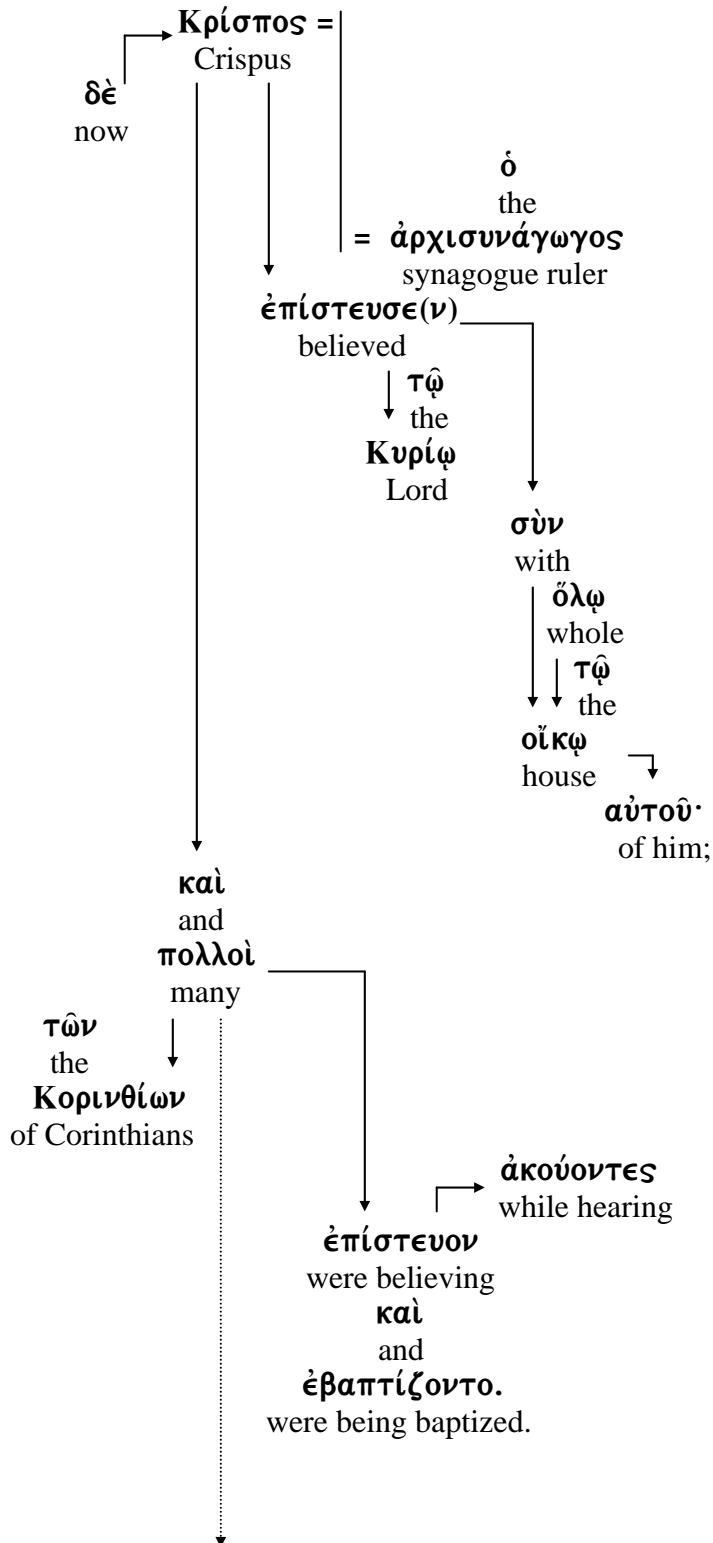 Κρίσπος =
Crispus
δὲ
now
ὁ
the
= ἀρχισυνάγωγος
synagogue ruler
ἐπίστευσε(ν)
believed
τῷ
the
Κυρίῳ
Lord
σὺν
with
ὅλῳ
whole
τῷ
the
οἴκῳ
house
αὐτοῦ·
of him;
καὶ
and
πολλοὶ
many
τῶν
the
Κορινθίων
of Corinthians
ἀκούοντες
while hearing
ἐπίστευον
were believing
καὶ
and
ἐβαπτίζοντο.
were being baptized.